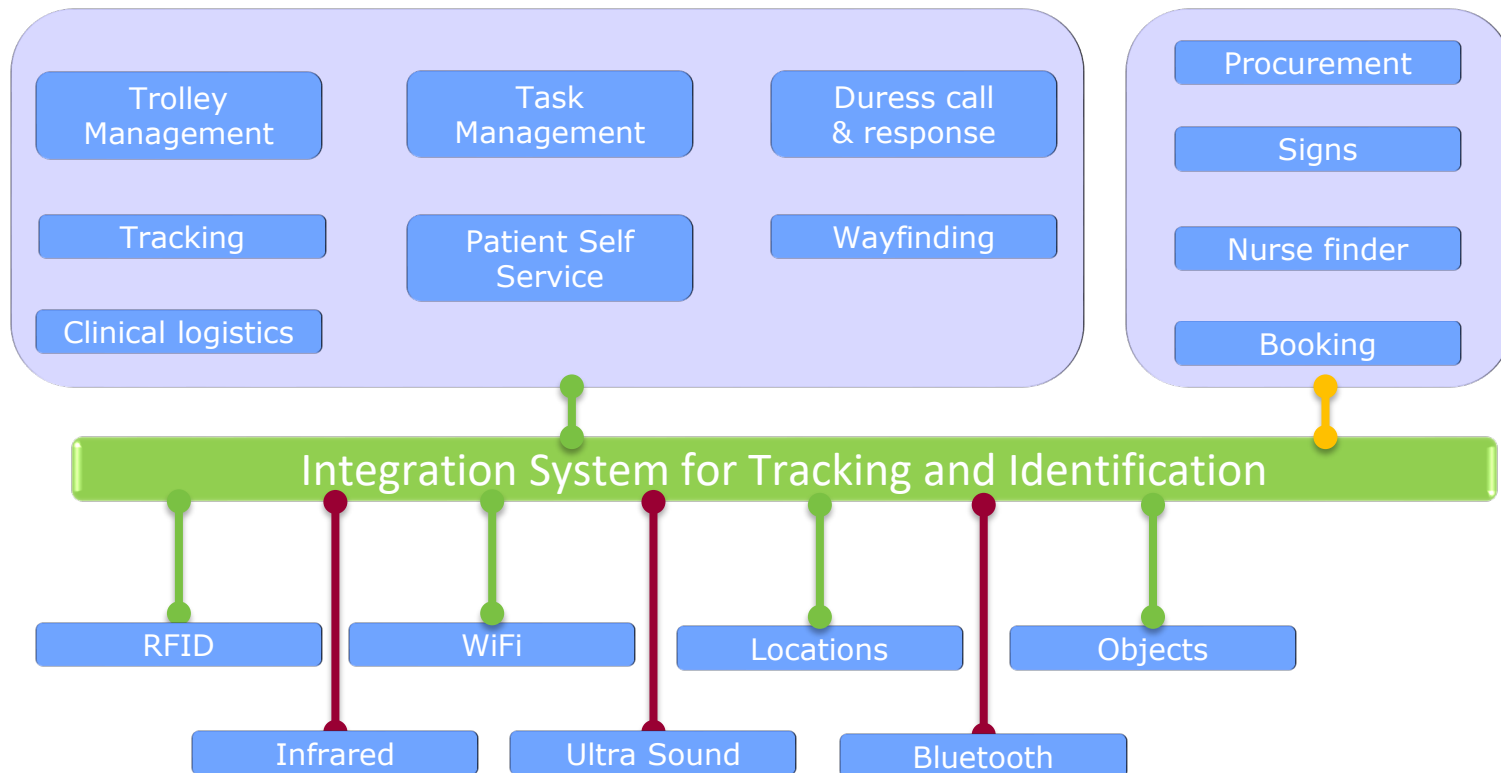 Trolley
Management
Task
Management
Duress call
& response
Tracking
Patient Self
Service
Wayfinding
Clinical logistics
Procurement
Signs
Nurse finder
Booking
Integration System for Tracking and Identification
RFID
WiFi
Locations
Objects
Infrared
Ultra Sound
Bluetooth